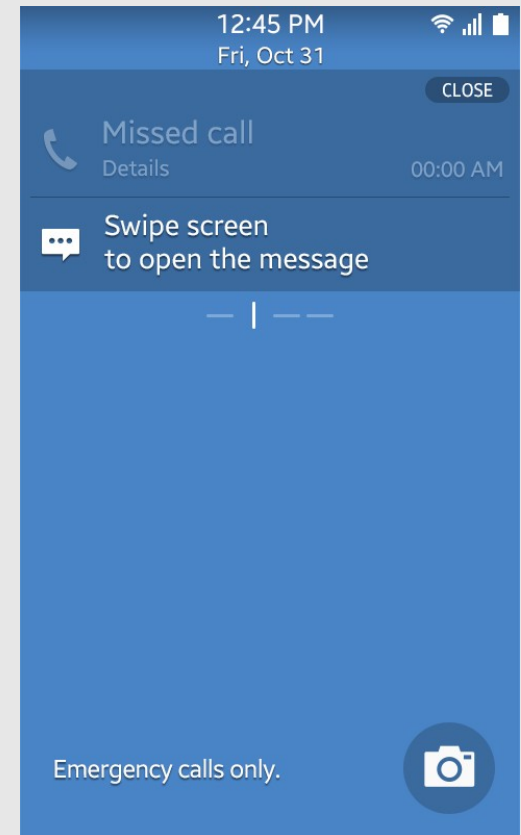 12:45 PM
Fri, Oct 31
CLOSE
Missed call
Details 00:00 AM
Swipe screen
to open the message
Emergency calls only.